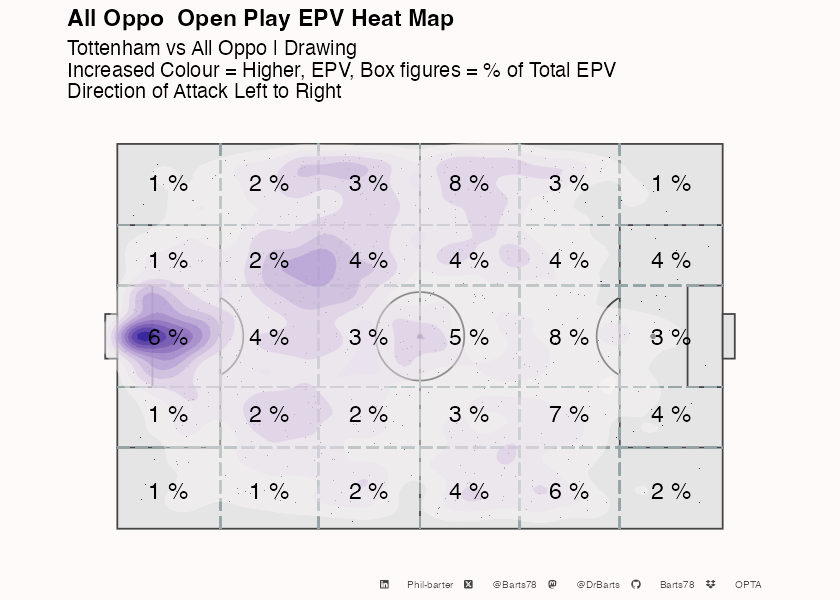 All Oppo  Open Play EPV Heat Map
Tottenham vs All Oppo | Drawing
Increased Colour = Higher, EPV, Box figures = % of Total EPV
Direction of Attack Left to Right
1 % 2 % 3 % 8 % 3 % 1 %
1 % 2 % 4 % 4 % 4 % 4 %
6 % 4 % 3 % 5 % 8 % 3 %
1 % 2 % 2 % 3 % 7 % 4 %
1 % 1 % 2 % 4 % 6 % 2 %
Phil-barter @Barts78 @DrBarts Barts78 OPTA